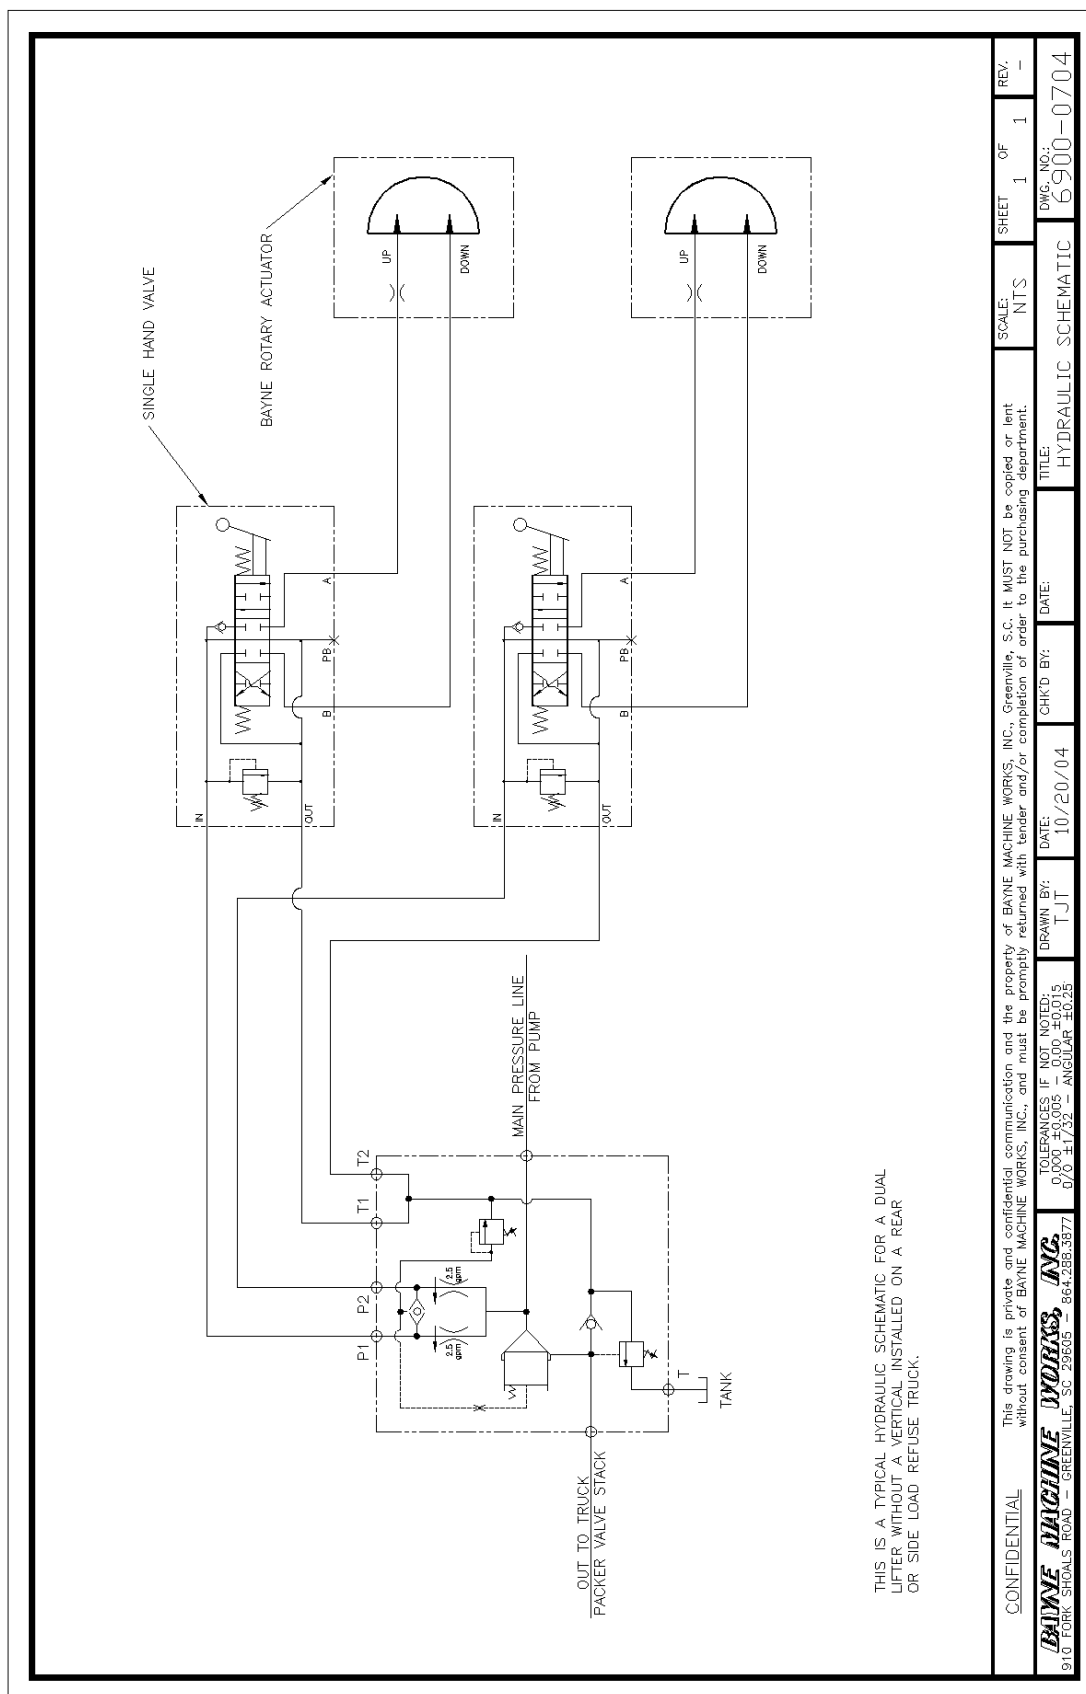 SINGLE HAND VALVE
BAYNE ROTARY ACTUATOR
UP
DOWN
UP
DOWN
IN
OUT
B
PB
A
IN
OUT
B
PB
A
P1
P2
T1
T2
2.5
gpm
2.5
gpm
MAIN PRESSURE LINE
FROM PUMP
OUT TO TRUCK
PACKER VALVE STACK
T
TANK
THIS IS A TYPICAL HYDRAULIC SCHEMATIC FOR A DUAL
LIFTER WITHOUT A VERTICAL INSTALLED ON A REAR
OR SIDE LOAD REFUSE TRUCK.
CONFIDENTIAL
This drawing is private and confidential communication and the property of BAYNE MACHINE WORKS, INC., Greenville, S.C. It MUST NOT be copied or lent
without consent of BAYNE MACHINE WORKS, INC., and must be promptly returned with tender and/or completion of order to the purchasing department.
SCALE:
NTS
SHEET 1 OF 1
REV.
-
BAYNE MACHINE WORKS, INC.
910 FORK SHOALS ROAD - GREENVILLE, SC 29605 - 864.288.3877
TOLERANCES IF NOT NOTED:
0.000 ±0.005 - 0.00 ±0.015
0/0 ±1/32 - ANGULAR ±0.25
DRAWN BY:
TJT
DATE:
10/20/04
CHK'D BY:
DATE:
TITLE:
HYDRAULIC SCHEMATIC
DWG. NO.:
6900-0704